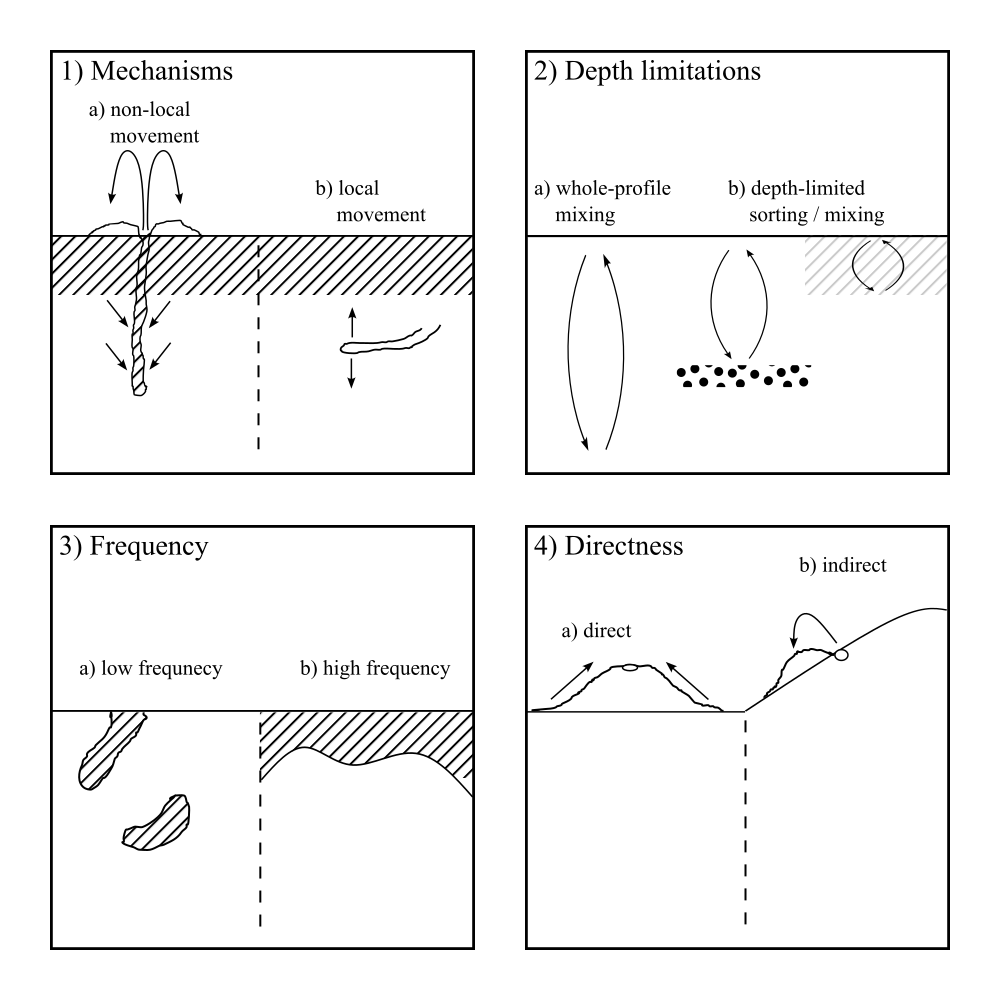 1) Mechanisms
a) non-local
movement
b) local
movement
2) Depth limitations
a) whole-profile
mixing
b) depth-limited
sorting / mixing
3) Frequency
a) low frequnecy
b) high frequency
4) Directness
a) direct
b) indirect